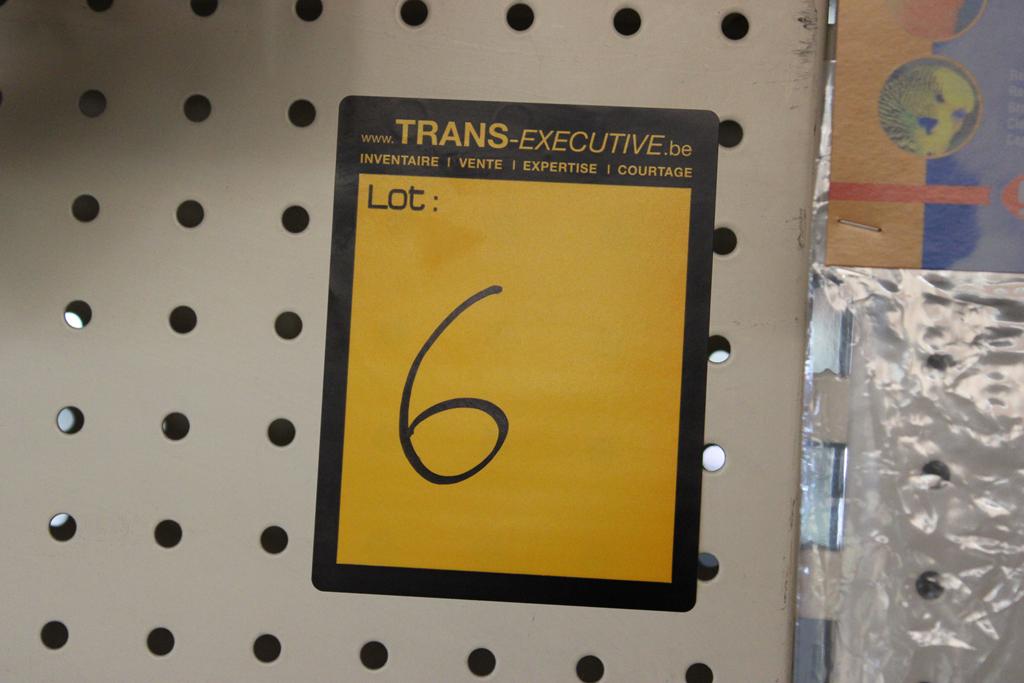 www.TRANS-EXECUTIVE.be
INVENTAIRE | VENTE | EXPERTISE | COURTAGE
Lot:
6